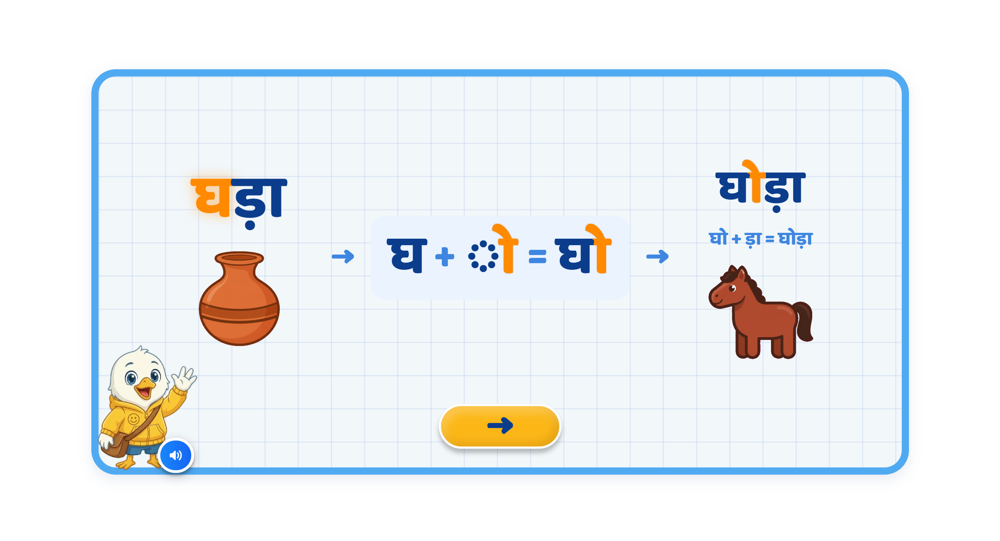 घड़ा
→
घ + ो = घो
→
घोड़ा
घो + ड़ा = घोड़ा
→